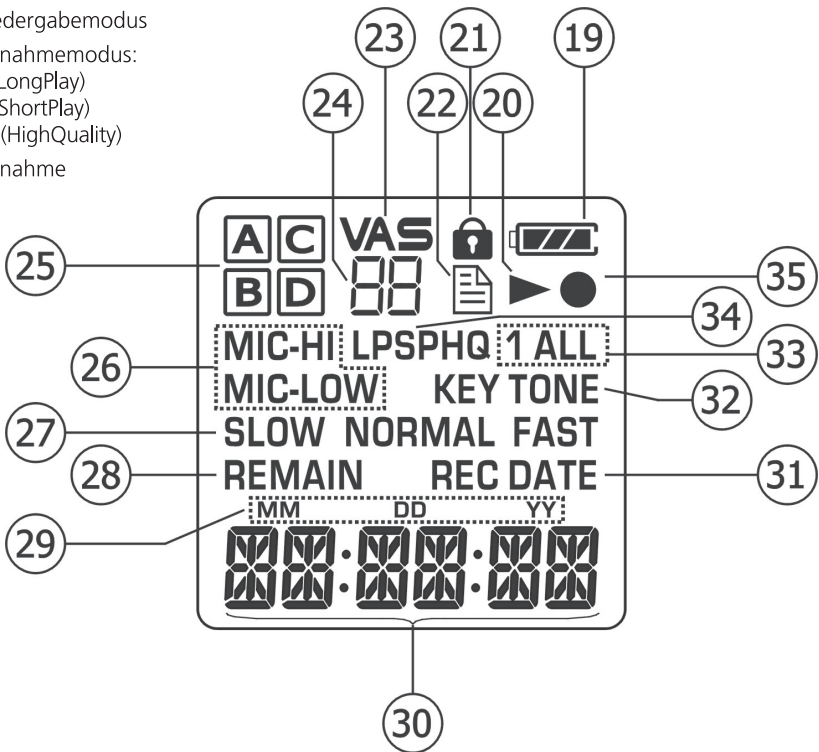 edergabemodus
nahmemodus:
LongPlay)
ShortPlay)
(HighQuality)
nahme
23 21 19
24 22 20
A C VAS
B D 88
25 35
34
MIC-HI LPSPHQ 1 ALL
26 33
MIC-LOW KEY TONE
32
27 SLOW NORMAL FAST
28 REMAIN REC DATE 31
MM DD YY
29
30